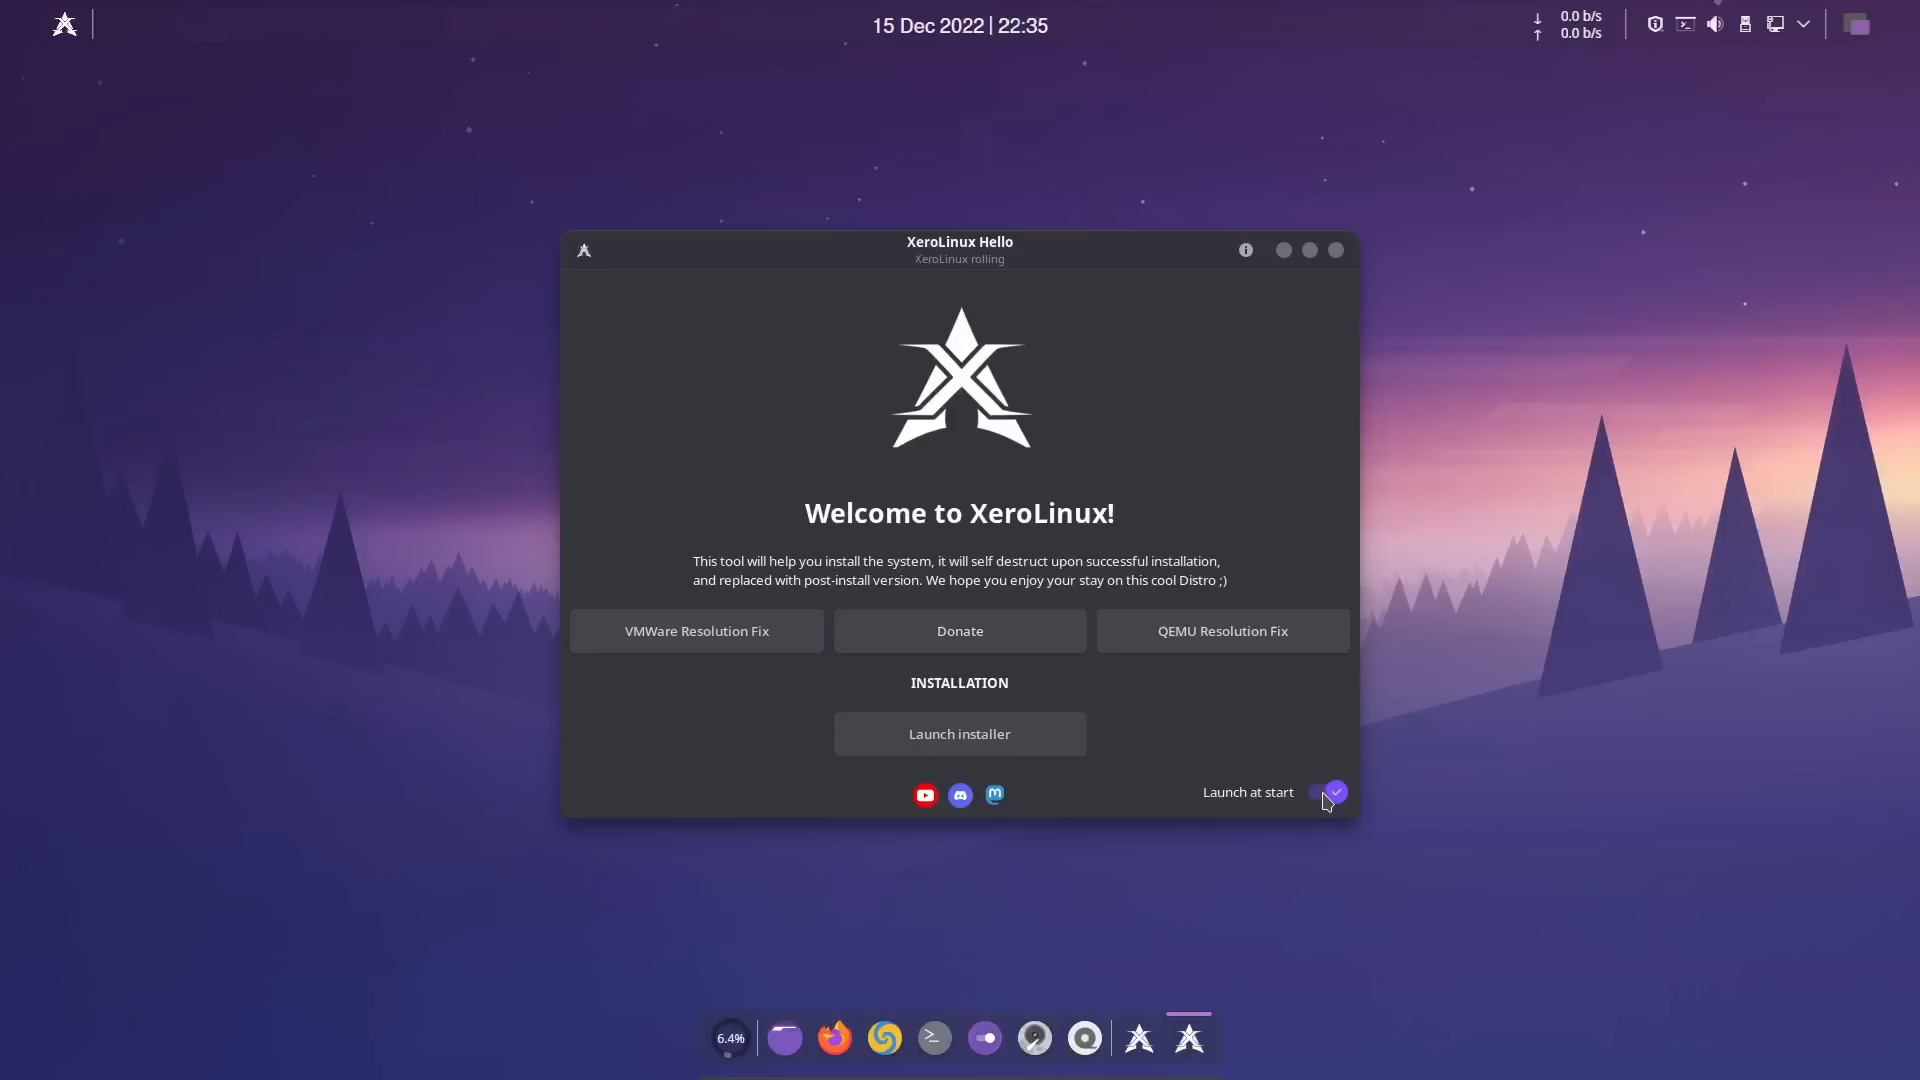 15 Dec 2022 | 22:35
↓ 0.0 b/s
↑ 0.0 b/s
XeroLinux Hello
XeroLinux rolling
Welcome to XeroLinux!
This tool will help you install the system, it will self destruct upon successful installation,
and replaced with post-install version. We hope you enjoy your stay on this cool Distro ;)
VMWare Resolution Fix
Donate
QEMU Resolution Fix
INSTALLATION
Launch installer
Launch at start
6.4%